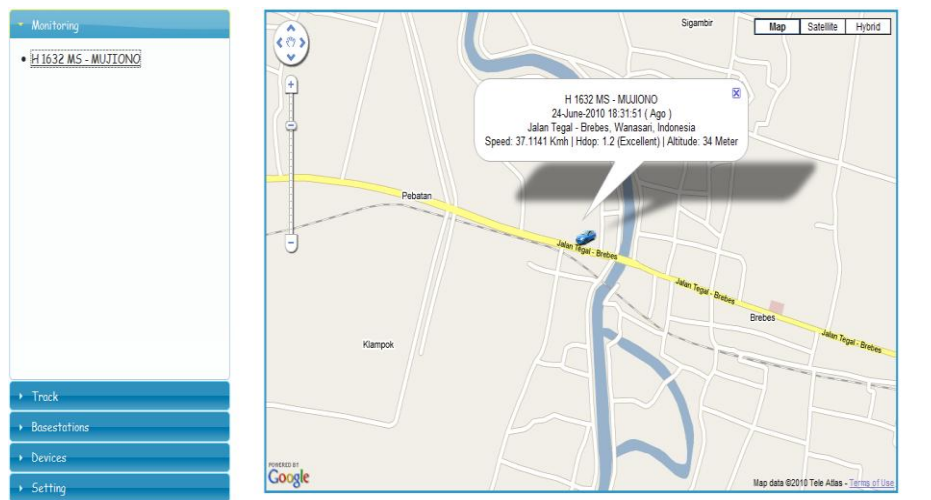 Monitoring
H 1632 MS - MUJIONO
Track
Basestations
Devices
Setting
Sigambir
Map
Satellite
Hybrid
H 1632 MS - MUJIONO
24-June-2010 18:31:51 ( Ago )
Jalan Tegal - Brebes, Wanasari, Indonesia
Speed: 37.1141 Kmh | Hdop: 1.2 (Excellent) | Altitude: 34 Meter
Pebatan
Jalan Tegal - Brebes
Jalan Tegal - Brebes
Brebes
Jalan Tegal - Brebes
Klampok
POWERED BY
Google
Map data ©2010 Tele Atlas - Terms of Use